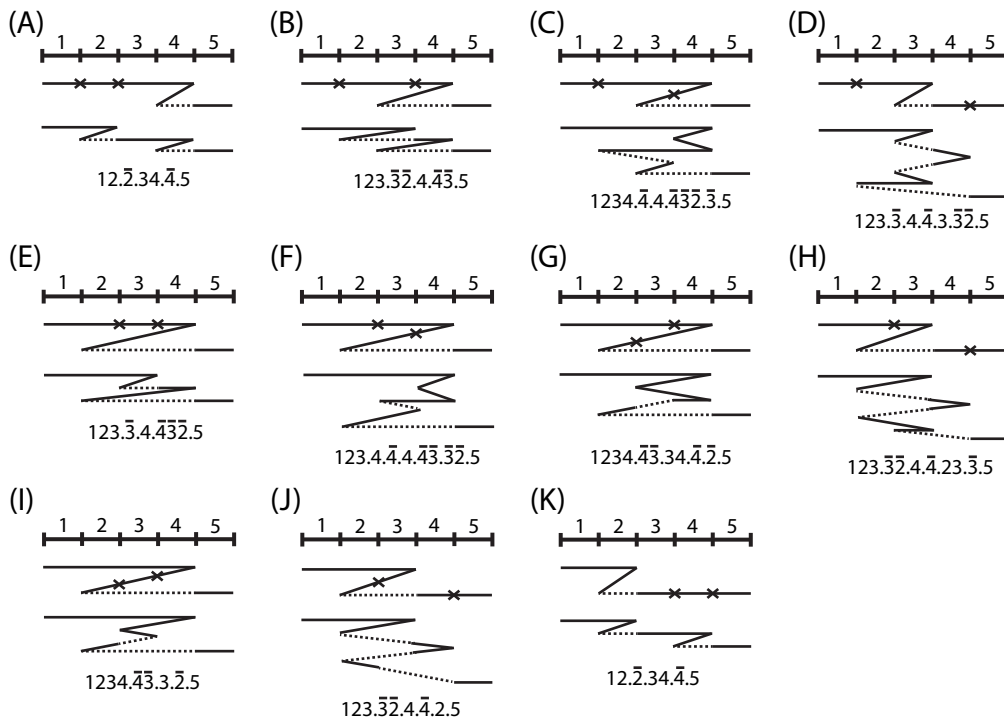 (A) (B) (C) (D)
1 2 3 4 5 1 2 3 4 5 1 2 3 4 5 1 2 3 4 5
12.2̄.34.4̄.5 123.3̄2̄.4.4̄3̄.5 1234.4̄.4.4̄3̄2̄.3̄.5 123.3̄.4.4̄.3.3̄2̄.5
(E) (F) (G) (H)
1 2 3 4 5 1 2 3 4 5 1 2 3 4 5 1 2 3 4 5
123.3̄.4.4̄3̄2̄.5 123.4.4̄.4.4̄3̄.3̄2̄.5 1234.4̄3̄.34.4̄.2̄.5 123.3̄2̄.4.4̄.23.3̄.5
(I) (J) (K)
1 2 3 4 5 1 2 3 4 5 1 2 3 4 5
1234.4̄3̄.3.2̄.5 123.3̄2̄.4.4̄.2.5 12.2̄.34.4̄.5